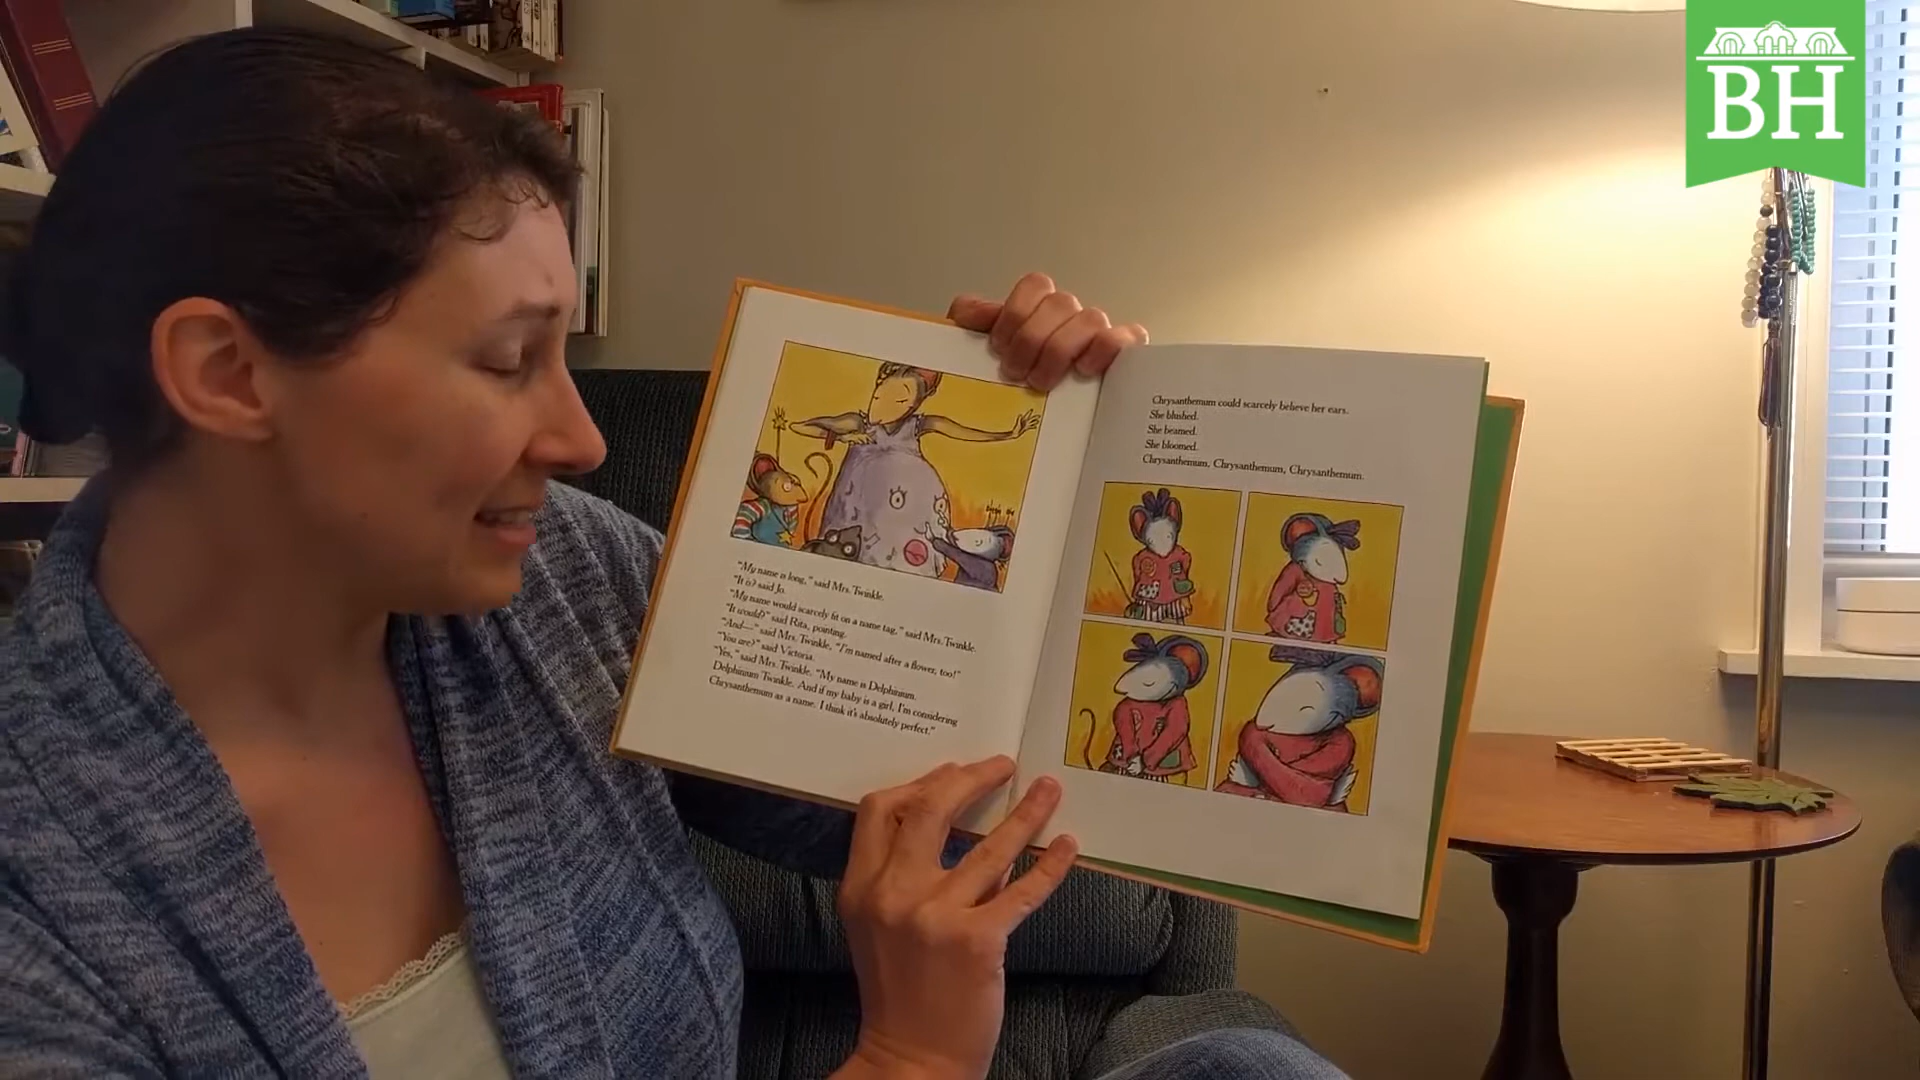 BH
"My name is long," said Mrs. Twinkle.
"It is? said Jo.
"My name would scarcely fit on a name tag," said Mrs. Twinkle.
"It would?" said Rita, pointing.
"And—" said Mrs. Twinkle, "I'm named after a flower, too!"
"You are?" said Victoria.
"Yes," said Mrs. Twinkle. "My name is Delphinium.
Delphinium Twinkle. And if my baby is a girl, I'm considering
Chrysanthemum as a name. I think it's absolutely perfect."
Chrysanthemum could scarcely believe her ears.
She blushed.
She beamed.
She bloomed.
Chrysanthemum, Chrysanthemum, Chrysanthemum.